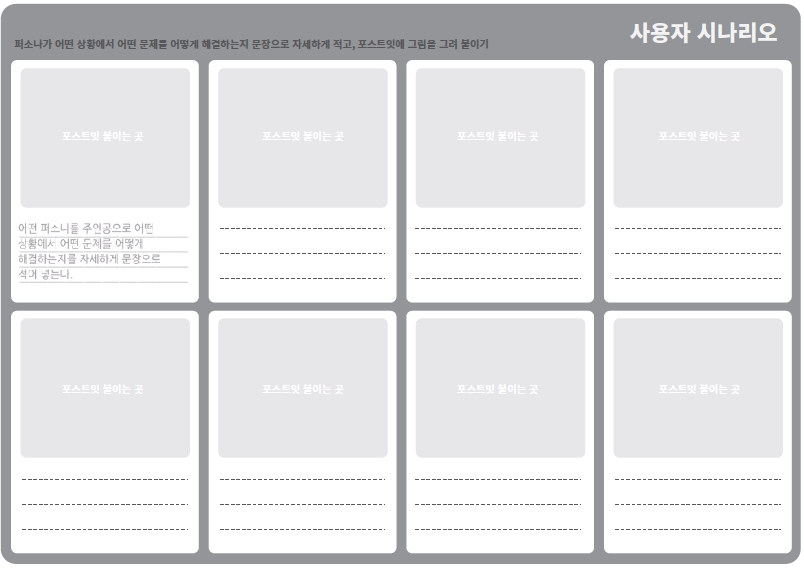 사용자 시나리오
퍼소나가 어떤 상황에서 어떤 문제를 어떻게 해결하는지 문장으로 자세하게 적고, 포스트잇에 그림을 그려 붙이기
포스트잇 붙이는 곳
포스트잇 붙이는 곳
포스트잇 붙이는 곳
포스트잇 붙이는 곳
어떤 퍼소나를 주인공으로 어떤
상황에서 어떤 문제를 어떻게
해결하는지를 자세하게 문장으로
적어 넣는다.
포스트잇 붙이는 곳
포스트잇 붙이는 곳
포스트잇 붙이는 곳
포스트잇 붙이는 곳